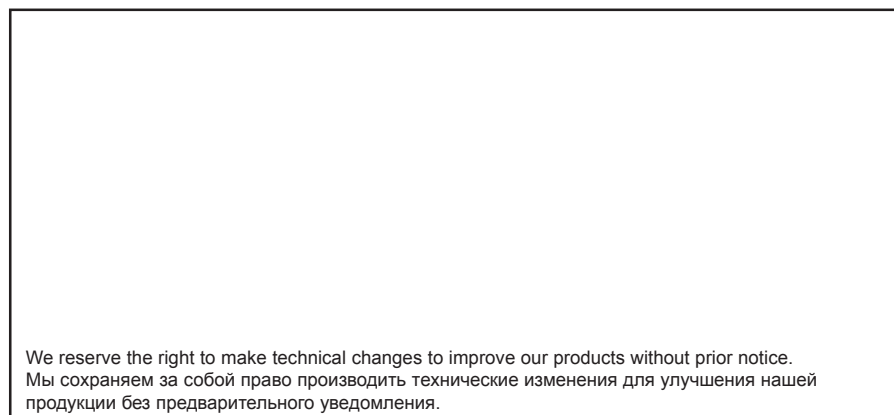 We reserve the right to make technical changes to improve our products without prior notice.
Мы сохраняем за собой право производить технические изменения для улучшения нашей
продукции без предварительного уведомления.